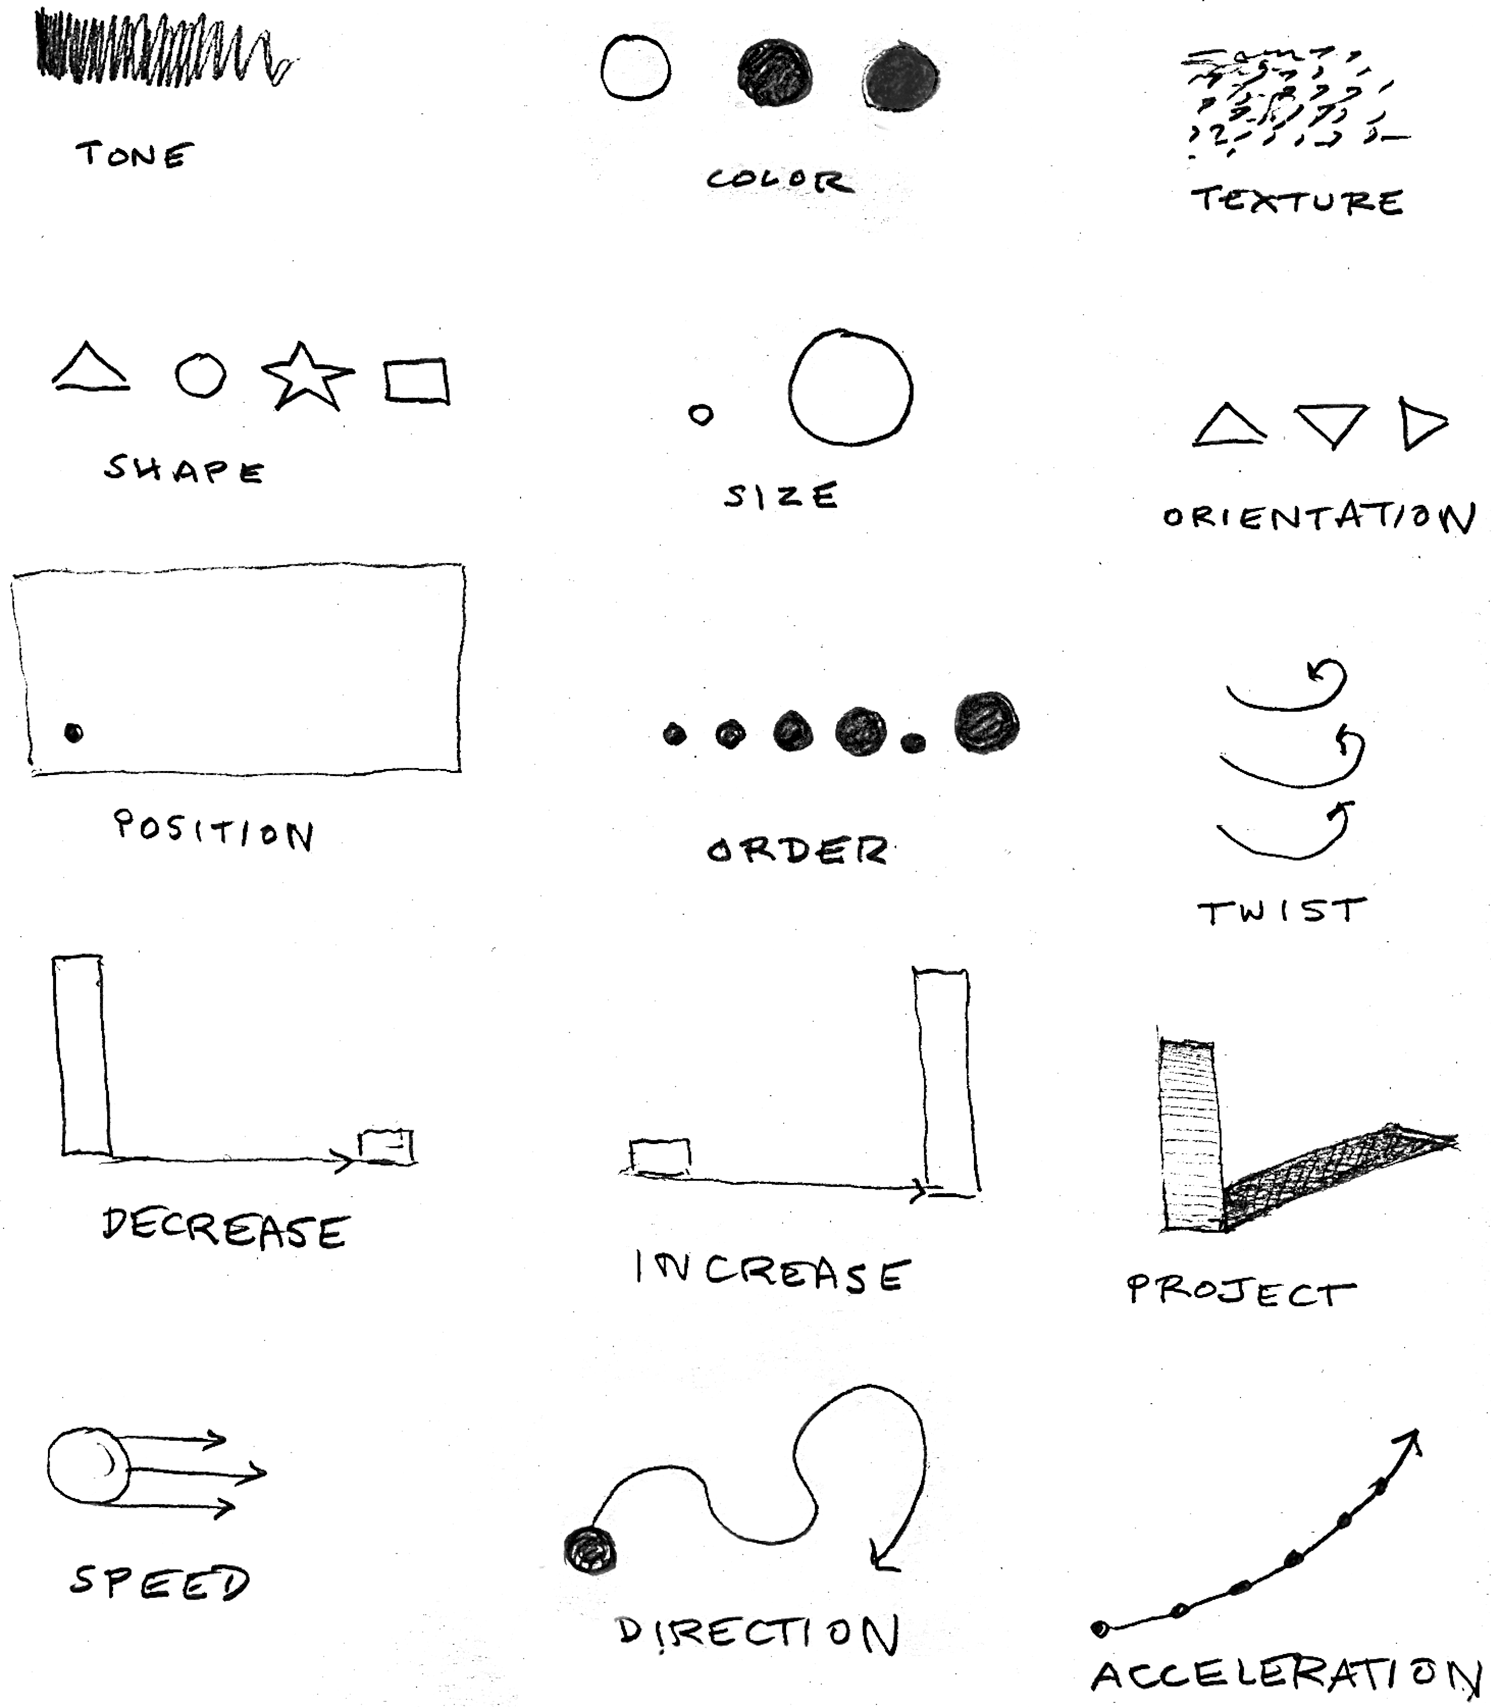 TONE
COLOR
TEXTURE
SHAPE
SIZE
ORIENTATION
POSITION
ORDER
TWIST
DECREASE
INCREASE
PROJECT
SPEED
DIRECTION
ACCELERATION